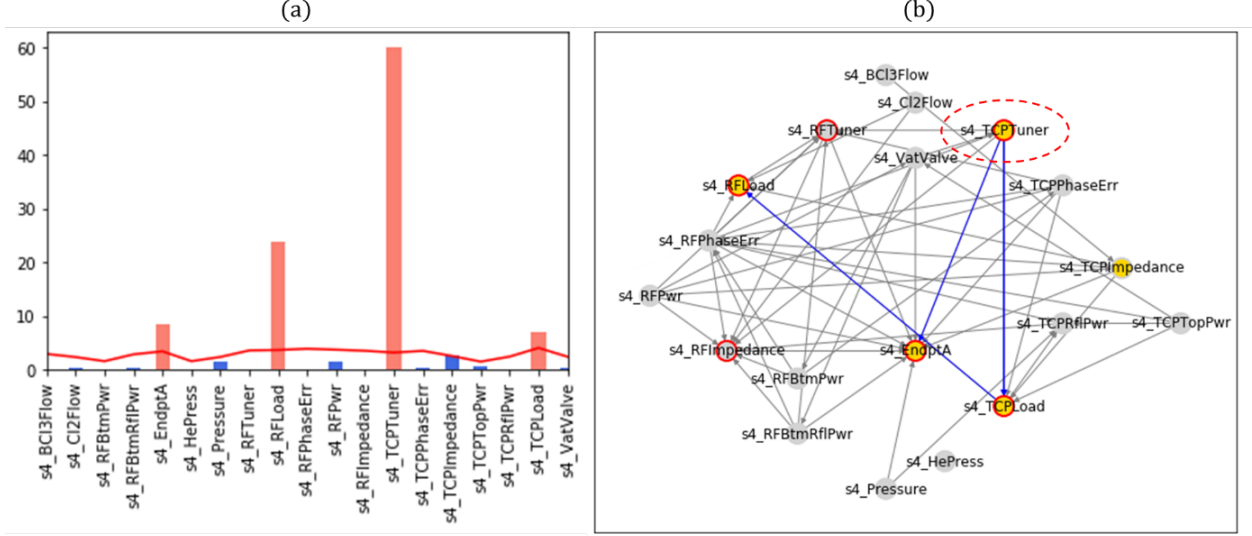 (a)
(b)
60
50
40
30
20
10
0
s4_BCl3Flow
s4_Cl2Flow
s4_RFBtmPwr
s4_RFBtmRflPwr
s4_EndptA
s4_HePress
s4_Pressure
s4_RFTuner
s4_RFLoad
s4_RFPhaseErr
s4_RFPwr
s4_RFImpedance
s4_TCPTuner
s4_TCPPhaseErr
s4_TCPImpedance
s4_TCPTopPwr
s4_TCPRflPwr
s4_TCPLoad
s4_VatValve
s4_BCl3Flow
s4_Cl2Flow
s4_RFTuner
s4_TCPTuner
s4_VatValve
s4_RFLoad
s4_TCPPhaseErr
s4_RFPhaseErr
s4_TCPImpedance
s4_RFPwr
s4_TCPRflPwr
s4_TCPTopPwr
s4_RFImpedance
s4_EndptA
s4_RFBtmPwr
s4_TCPLoad
s4_RFBtmRflPwr
s4_HePress
s4_Pressure